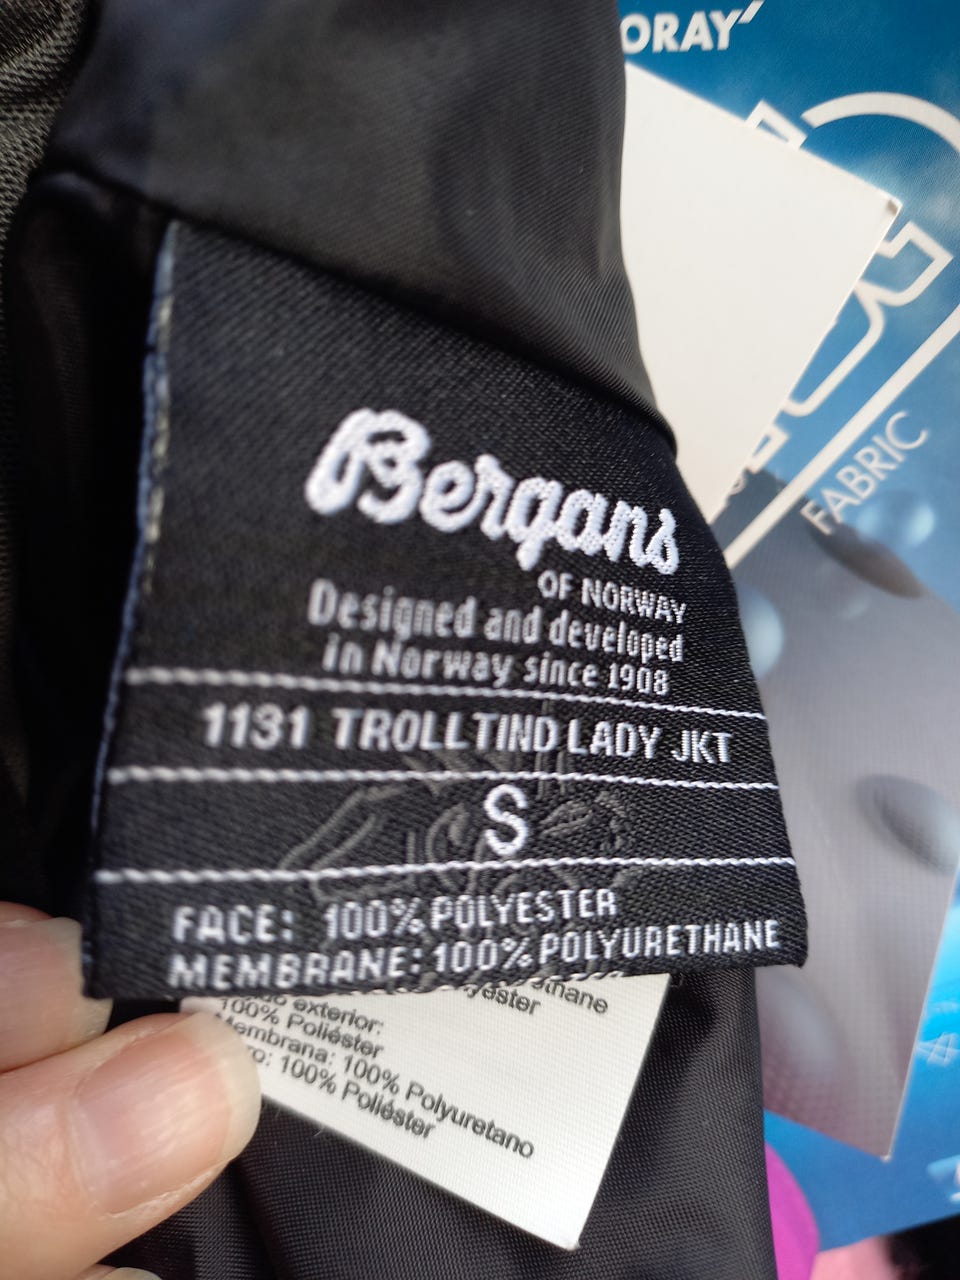 FABRIC
Bergans
OF NORWAY
Designed and developed
in Norway since 1908
1131 TROLLTIND LADY JKT
S
FACE: 100% POLYESTER
MEMBRANE: 100% POLYURETHANE
exterior:
100% Poliéster
Membrana: 100% Polyuretano
100% Poliéster